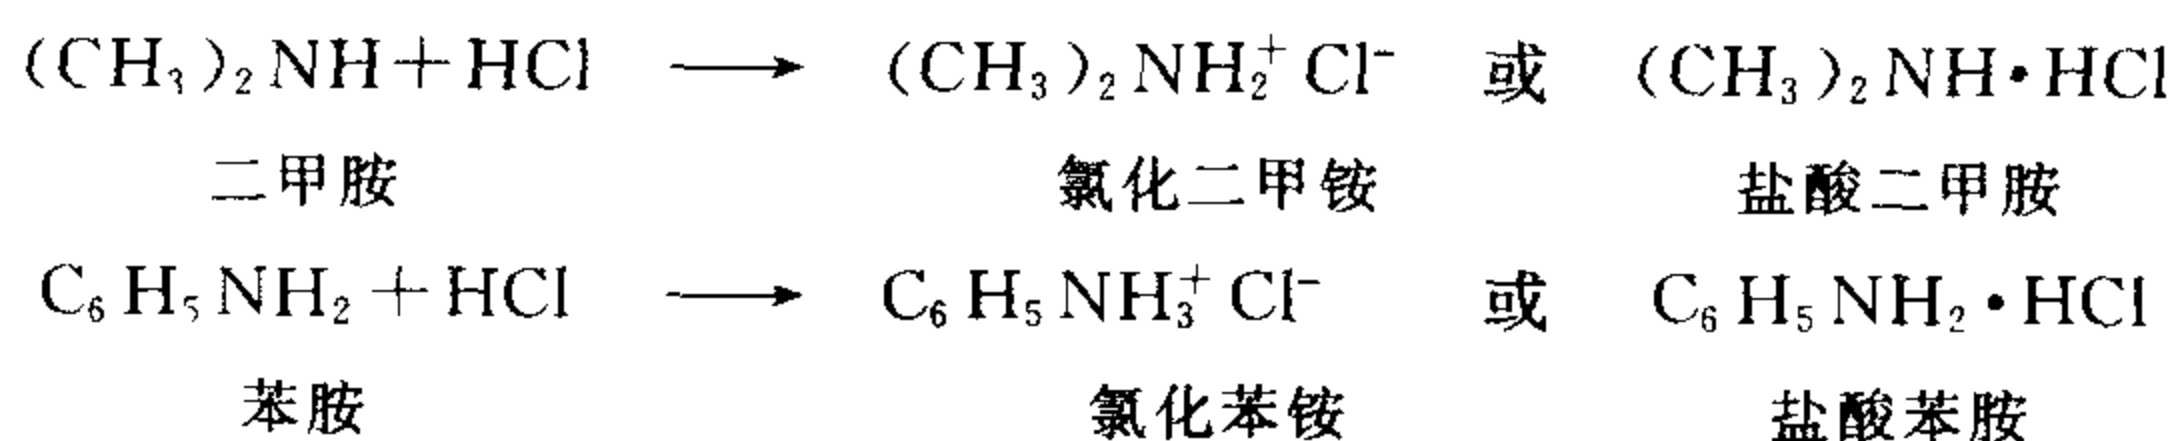 (CH₃)₂NH+HCl ⟶ (CH₃)₂NH₂⁺Cl⁻ 或 (CH₃)₂NH•HCl
二甲胺 氯化二甲铵 盐酸二甲胺
C₆H₅NH₂+HCl ⟶ C₆H₅NH₃⁺Cl⁻ 或 C₆H₅NH₂•HCl
苯胺 氯化苯铵 盐酸苯胺